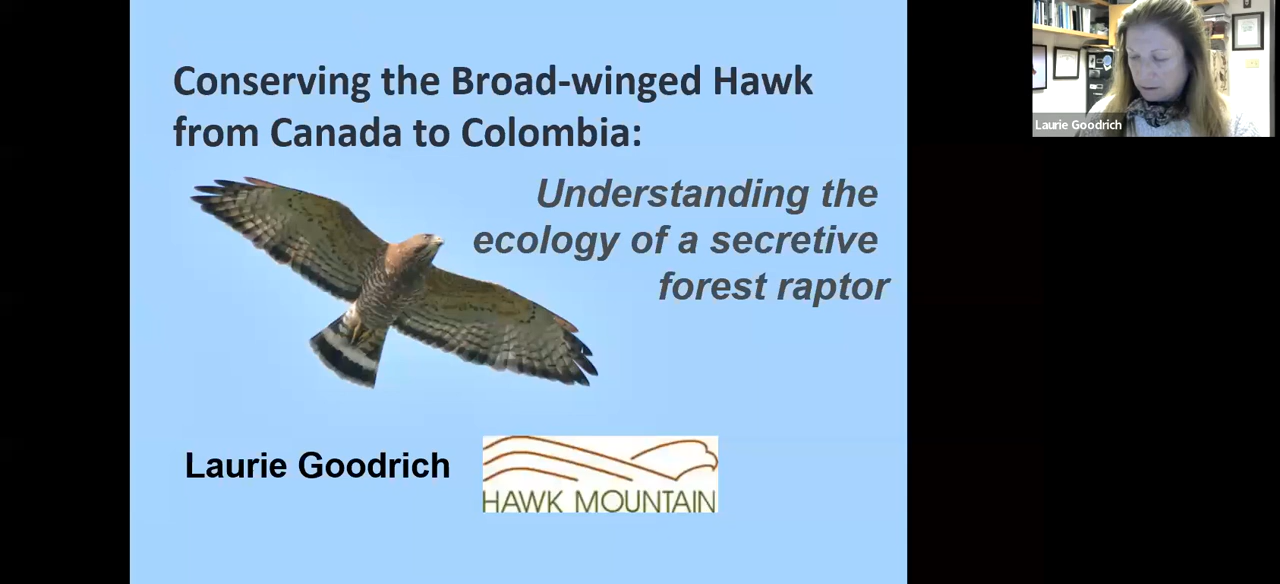 Conserving the Broad-winged Hawk
from Canada to Colombia:
Understanding the
ecology of a secretive
forest raptor
Laurie Goodrich
HAWK MOUNTAIN
Laurie Goodrich